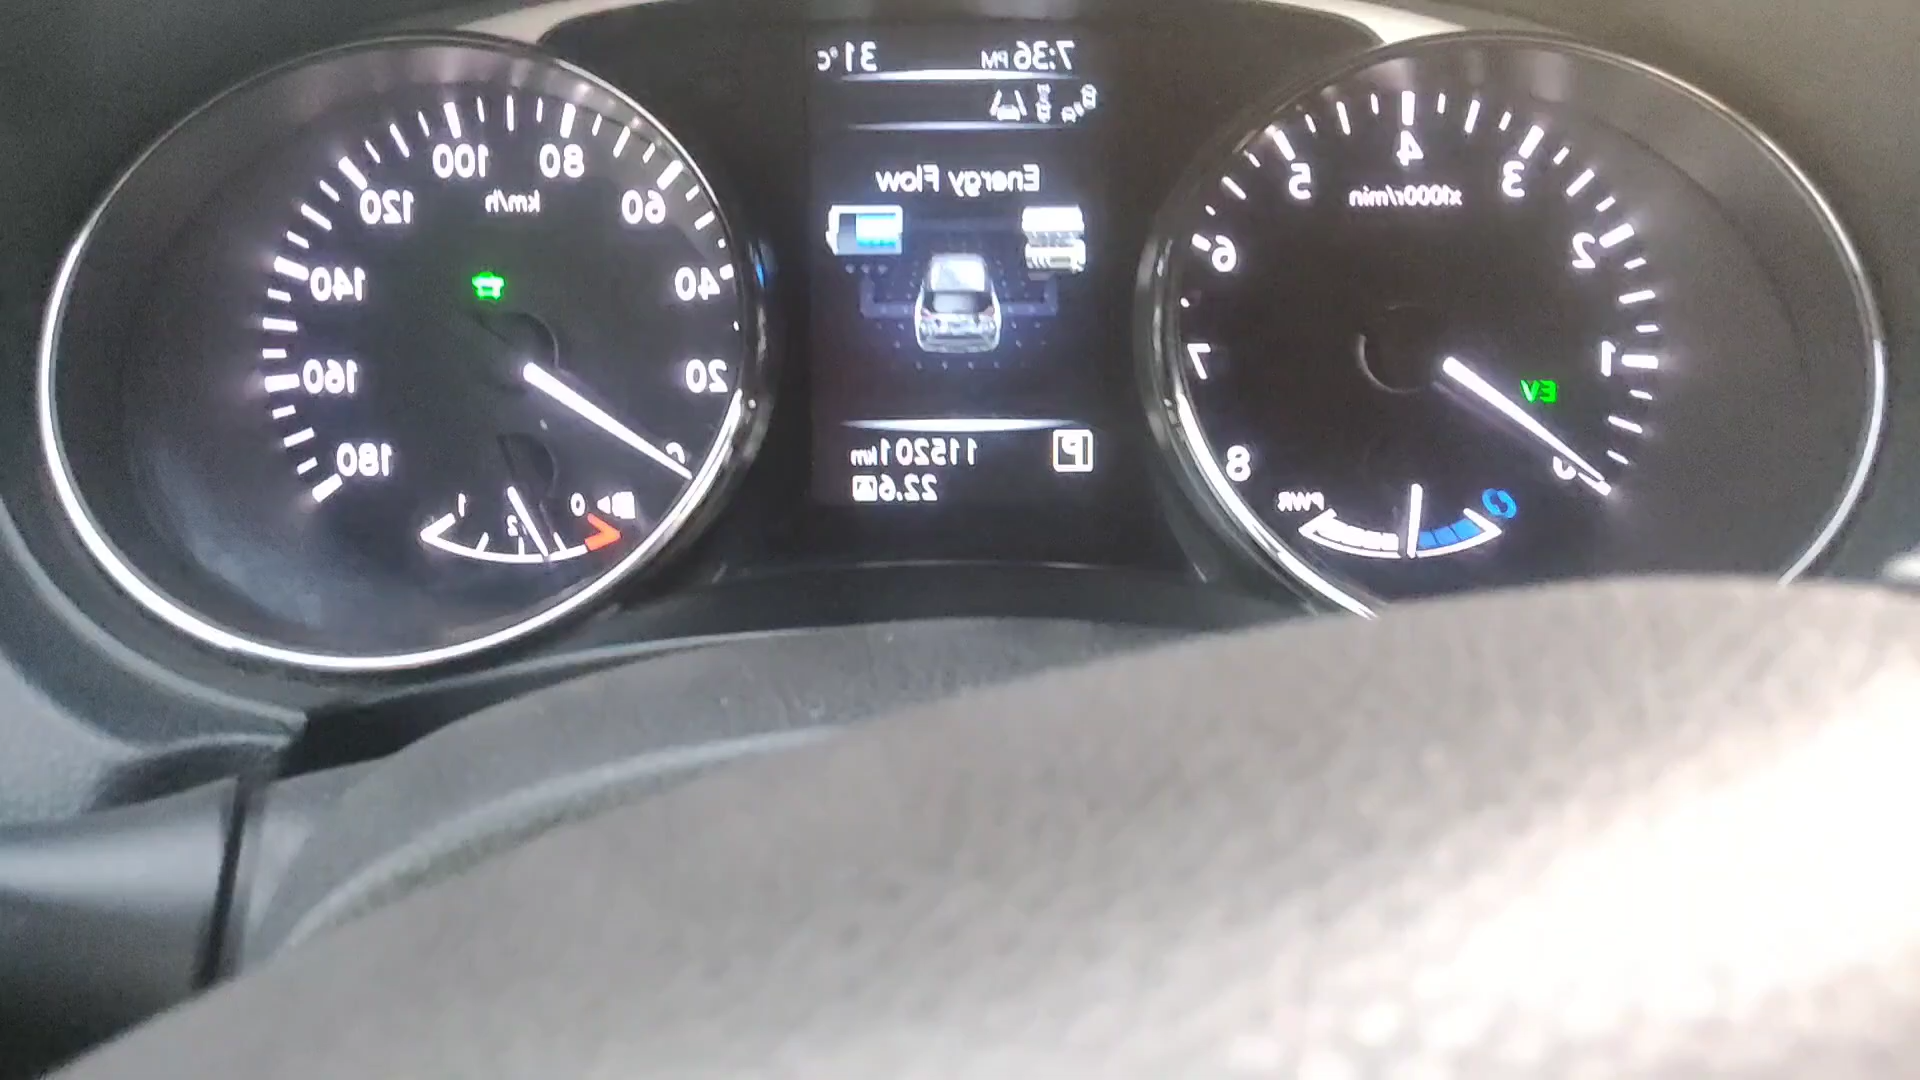 7:36 PM 31°C
Energy Flow
P 115201 km
22.6 A
0 1 2 3 4 5 6 7 8
x1000r/min
EV
PWR
0 20 40 60 80 100 120 140 160 180
km/h
0 ½ 1